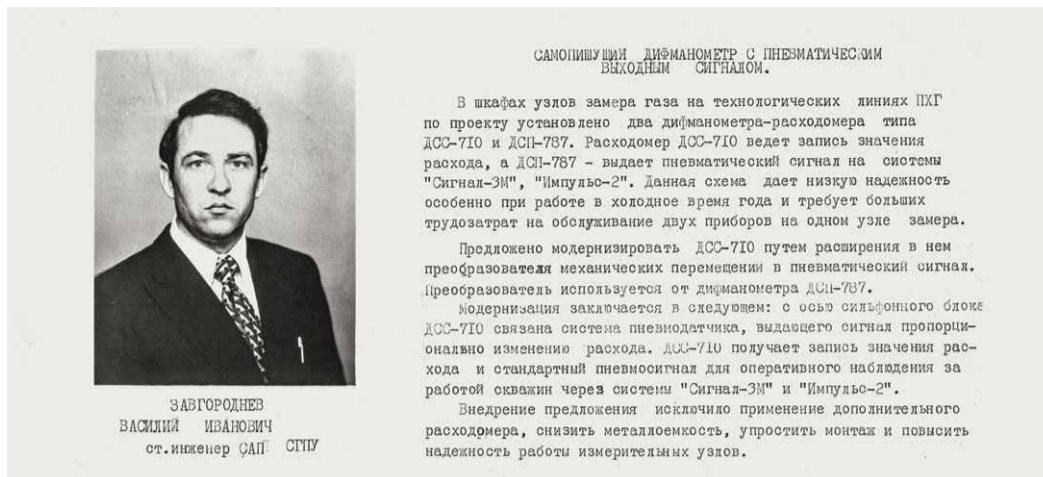 САМОПИШУЩИЙ ДИФМАНОМЕТР С ПНЕВМАТИЧЕСКИМ
ВЫХОДНЫМ СИГНАЛОМ.
В шкафах узлов замера газа на технологических линиях ПХГ
по проекту установлено два дифманометра-расходомера типа
ДСС-710 и ДСП-787. Расходомер ДСС-710 ведет запись значения
расхода, а ДСП-787 - выдает пневматический сигнал на системы
"Сигнал-3М", "Импульс-2". Данная схема дает низкую надежность
особенно при работе в холодное время года и требует больших
трудозатрат на обслуживание двух приборов на одном узле замера.
Предложено модернизировать ДСС-710 путем расширения в нем
преобразователя механических перемещении в пневматический сигнал.
Преобразователь используется от дифманометра ДСП-787.
Модернизация заключается в следующем: с осью сильфонного блока
ДСС-710 связана система пневмодатчика, выдающего сигнал пропорци-
онально изменению расхода. ДСС-710 получает запись значения рас-
хода и стандартный пневмосигнал для оперативного наблюдения за
работой скважин через системы "Сигнал-3М" и "Импульс-2".
Внедрение предложения исключило применение дополнительного
расходомера, снизить металлоемкость, упростить монтаж и повысить
надежность работы измерительных узлов.
ЗАВГОРОДНЕВ
ВАСИЛИЙ ИВАНОВИЧ
ст.инженер САП СГПУ